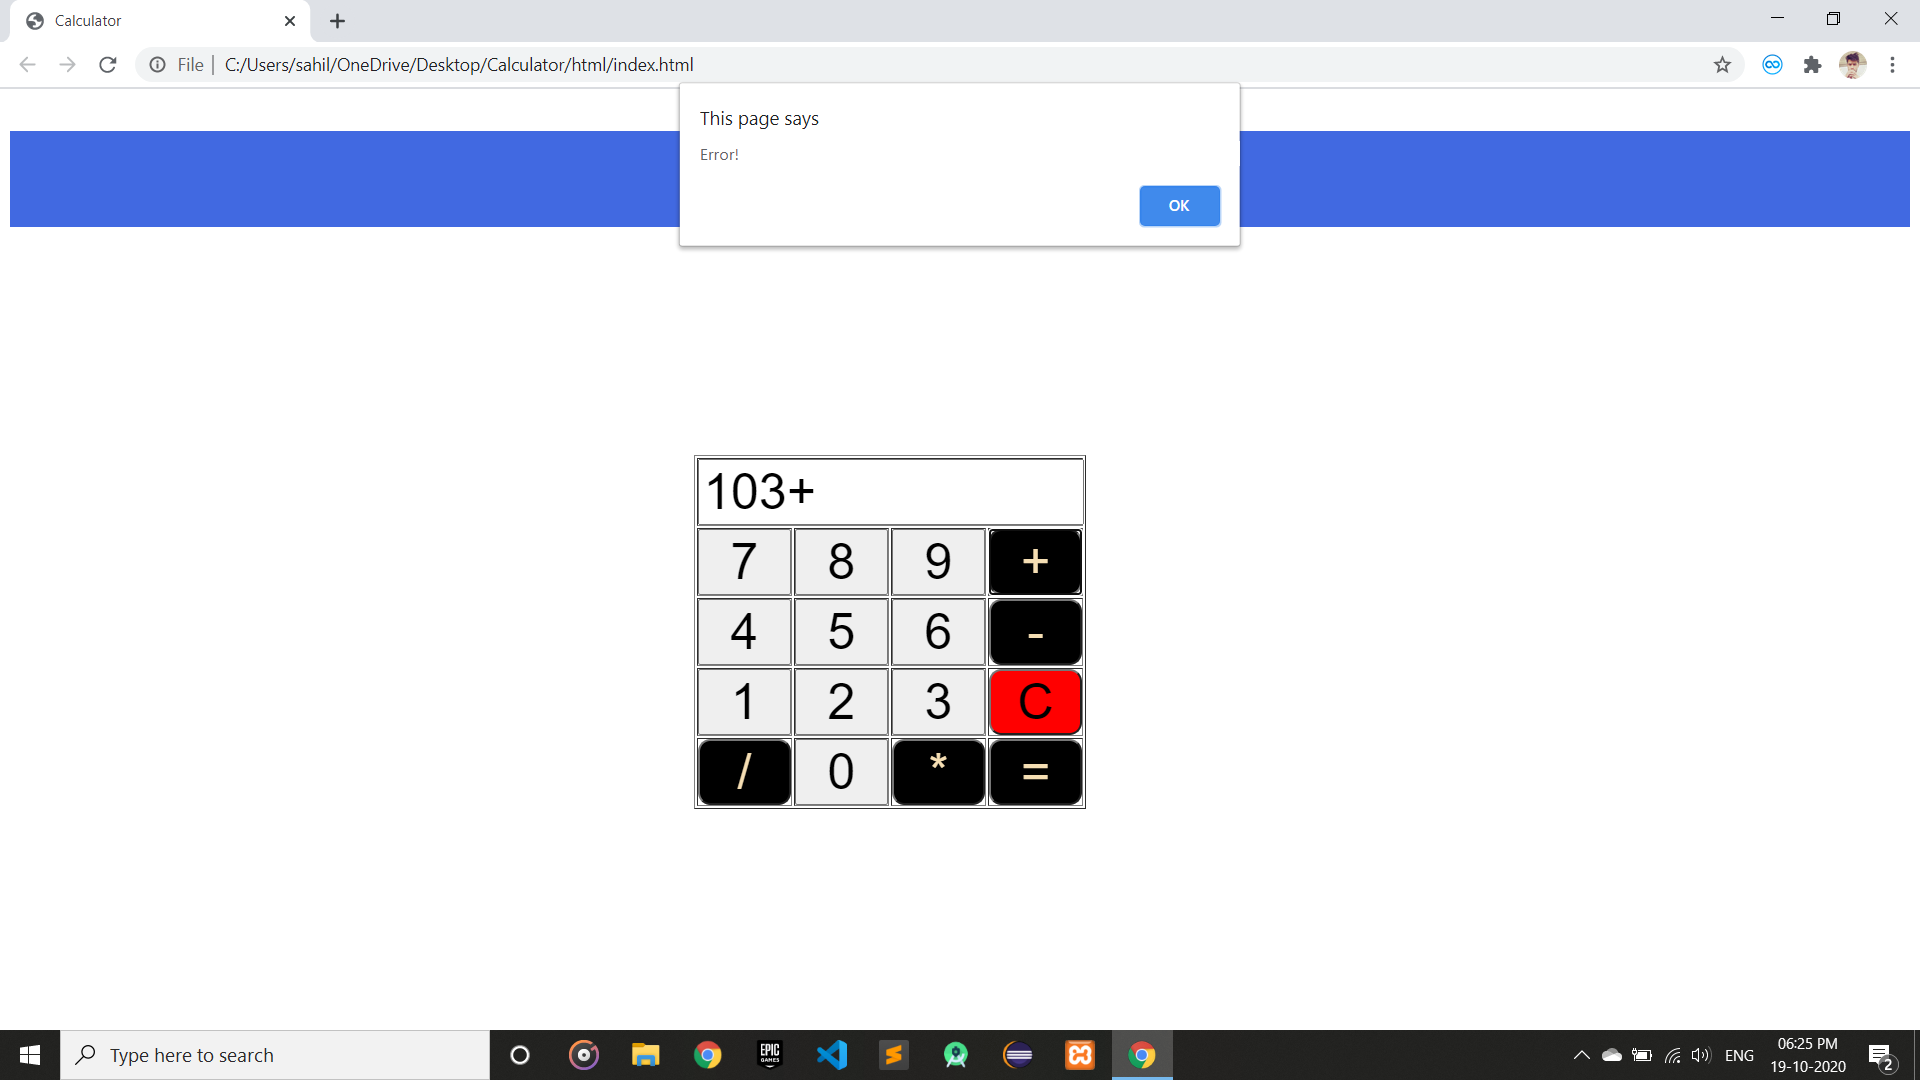 Calculator
File | C:/Users/sahil/OneDrive/Desktop/Calculator/html/index.html
This page says
Error!
OK
103+
7 8 9 +
4 5 6 -
1 2 3 C
/ 0 * =
Type here to search
EPIC GAMES
ENG
06:25 PM
19-10-2020
2